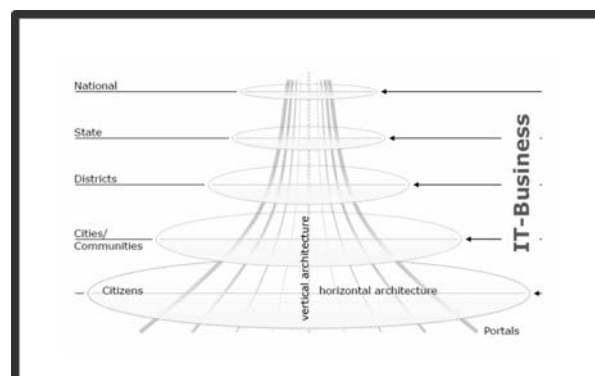 National
State
Districts
Cities/
Communities
Citizens
vertical architecture
horizontal architecture
Portals
IT-Business